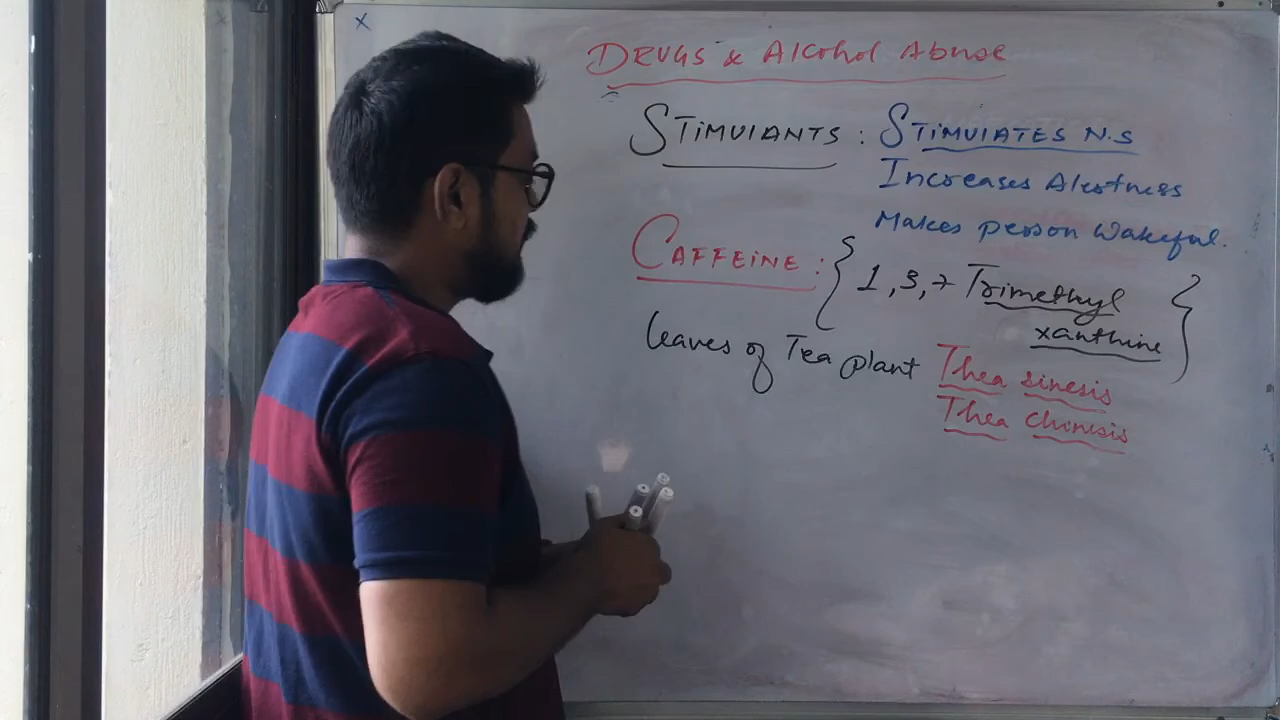 x
DRUGS & Alcohol Abuse
STIMULANTS : STIMULATES N.S
Increases Alertness
Makes person Wakeful.
CAFFEINE : { 1, 3, 7 Trimethyl xanthine }
leaves of Tea plant Thea sinesis
Thea chinesis